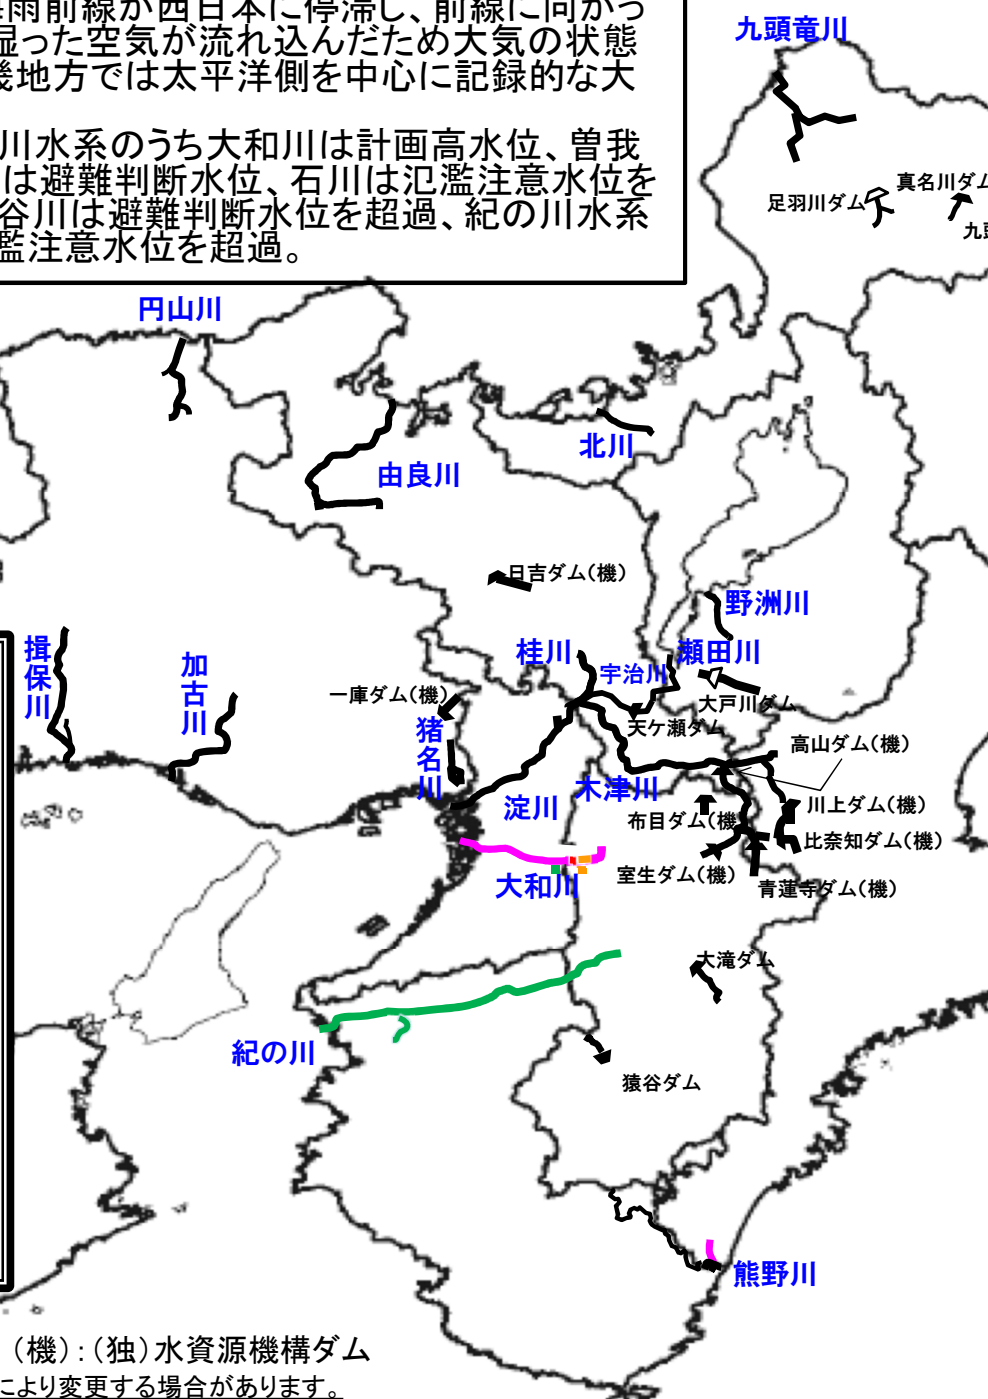 梅雨前線が西日本に停滞し、前線に向かっ
湿った空気が流れ込んだため大気の状態
畿地方では太平洋側を中心に記録的な大
川水系のうち大和川は計画高水位、曽我
は避難判断水位、石川は氾濫注意水位を
谷川は避難判断水位を超過、紀の川水系
濫注意水位を超過。
九頭竜川
真名川ダム
足羽川ダム
九頭
円山川
北川
由良川
日吉ダム(機)
野洲川
揖保川
加古川
桂川
宇治川
瀬田川
一庫ダム(機)
大戸川ダム
猪名川
天ケ瀬ダム
高山ダム(機)
淀川
木津川
川上ダム(機)
布目ダム(機
比奈知ダム(機)
大和川
室生ダム(機)
青蓮寺ダム(機)
大滝ダム
紀の川
猿谷ダム
熊野川
(機):(独)水資源機構ダム
により変更する場合があります。